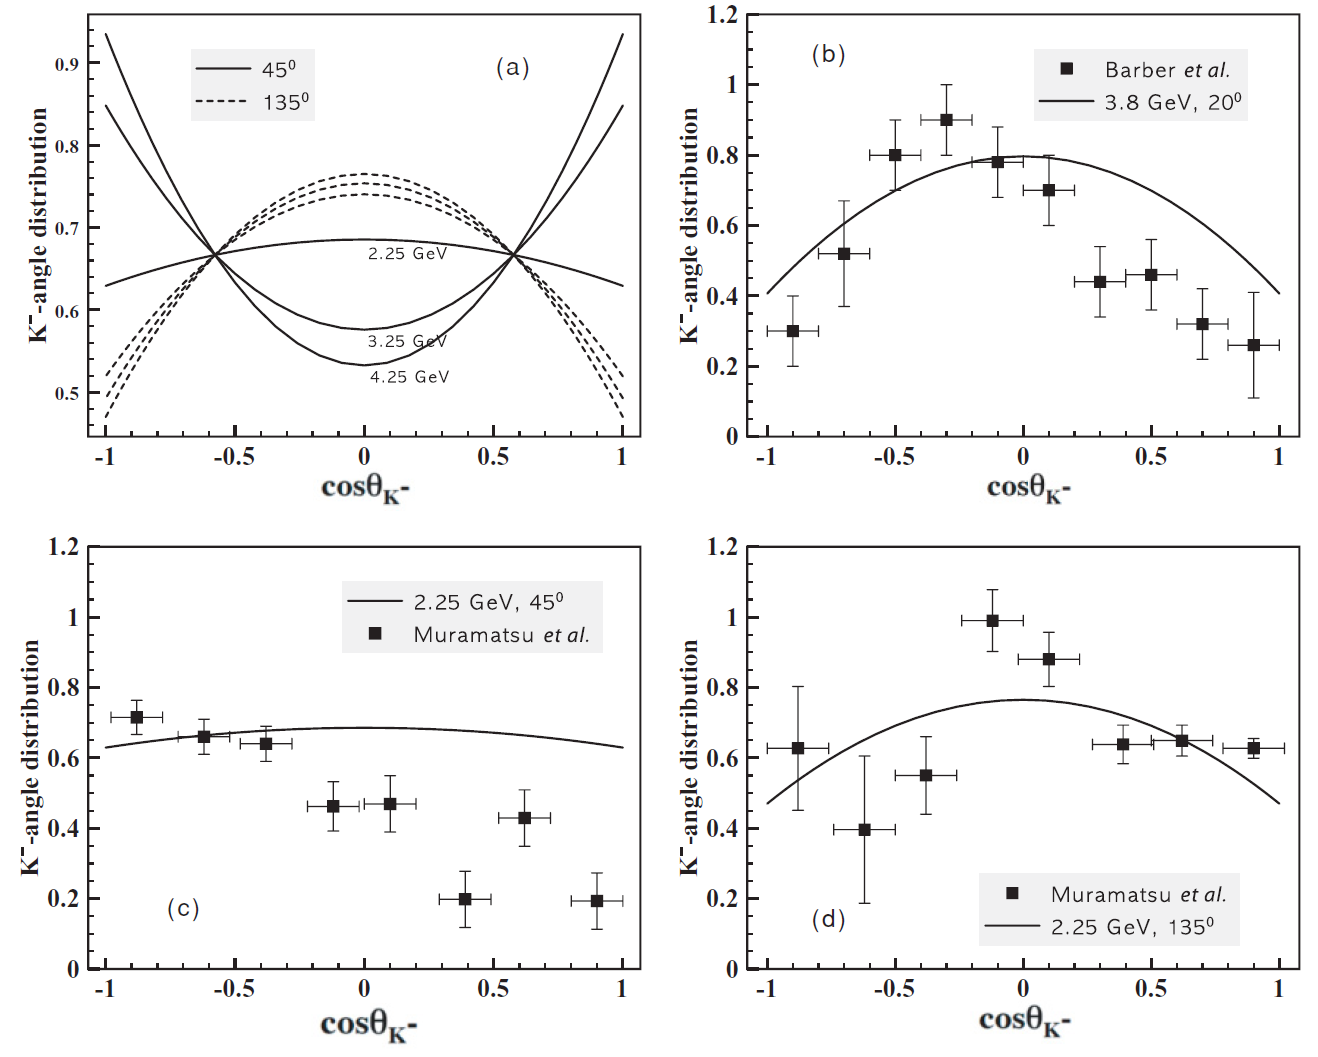 K⁻-angle distribution
0.9
0.8
0.7
0.6
0.5
45⁰
135⁰
(a)
2.25 GeV
3.25 GeV
4.25 GeV
-1
-0.5
0
0.5
1
cosθ_K-
K⁻-angle distribution
1.2
1
0.8
0.6
0.4
0.2
0
(b)
Barber et al.
3.8 GeV, 20⁰
-1
-0.5
0
0.5
1
cosθ_K-
K⁻-angle distribution
1.2
1
0.8
0.6
0.4
0.2
0
2.25 GeV, 45⁰
Muramatsu et al.
(c)
-1
-0.5
0
0.5
1
cosθ_K-
K⁻-angle distribution
1.2
1
0.8
0.6
0.4
0.2
0
(d)
Muramatsu et al.
2.25 GeV, 135⁰
-1
-0.5
0
0.5
1
cosθ_K-